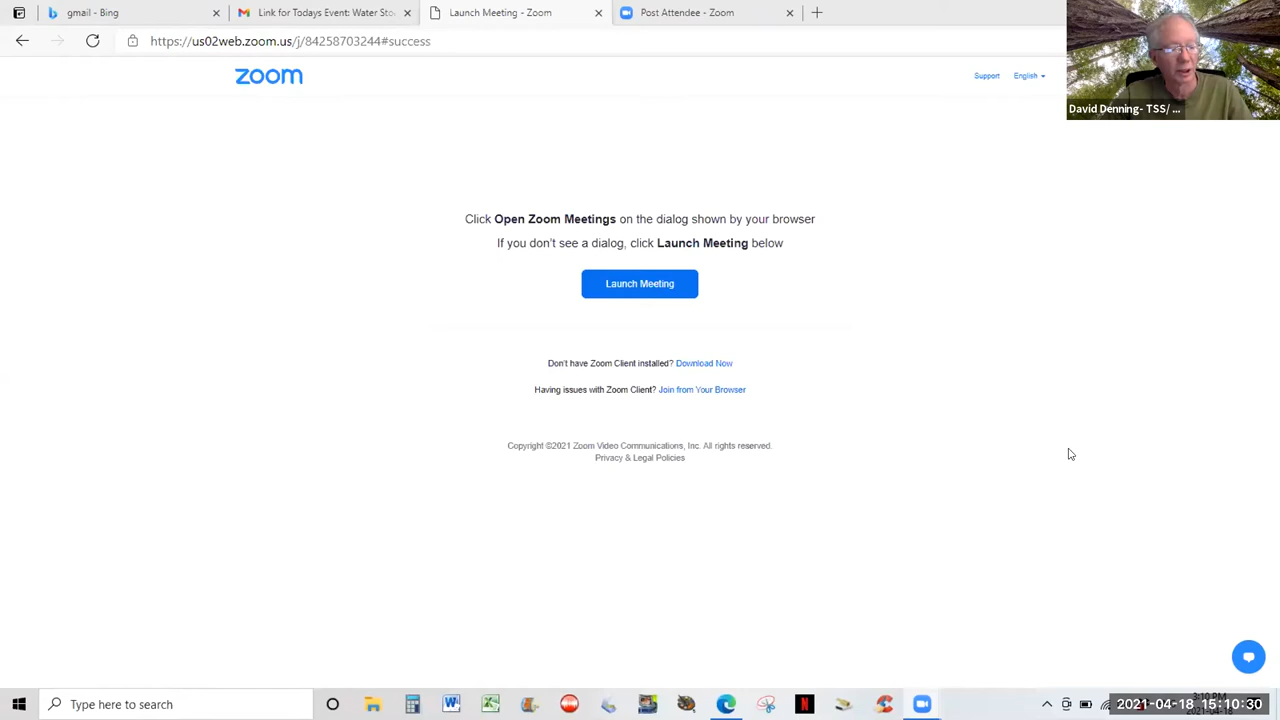 gmail - Bing
Link for Todays Event: Water Stev
Launch Meeting - Zoom
Post Attendee - Zoom
https://us02web.zoom.us/j/84258703244#success
zoom
Support
English
David Denning- TSS/ ...
Click Open Zoom Meetings on the dialog shown by your browser
If you don't see a dialog, click Launch Meeting below
Launch Meeting
Don't have Zoom Client installed? Download Now
Having issues with Zoom Client? Join from Your Browser
Copyright ©2021 Zoom Video Communications, Inc. All rights reserved.
Privacy & Legal Policies
Type here to search
3:10 PM
2021-04-18 15:10:30